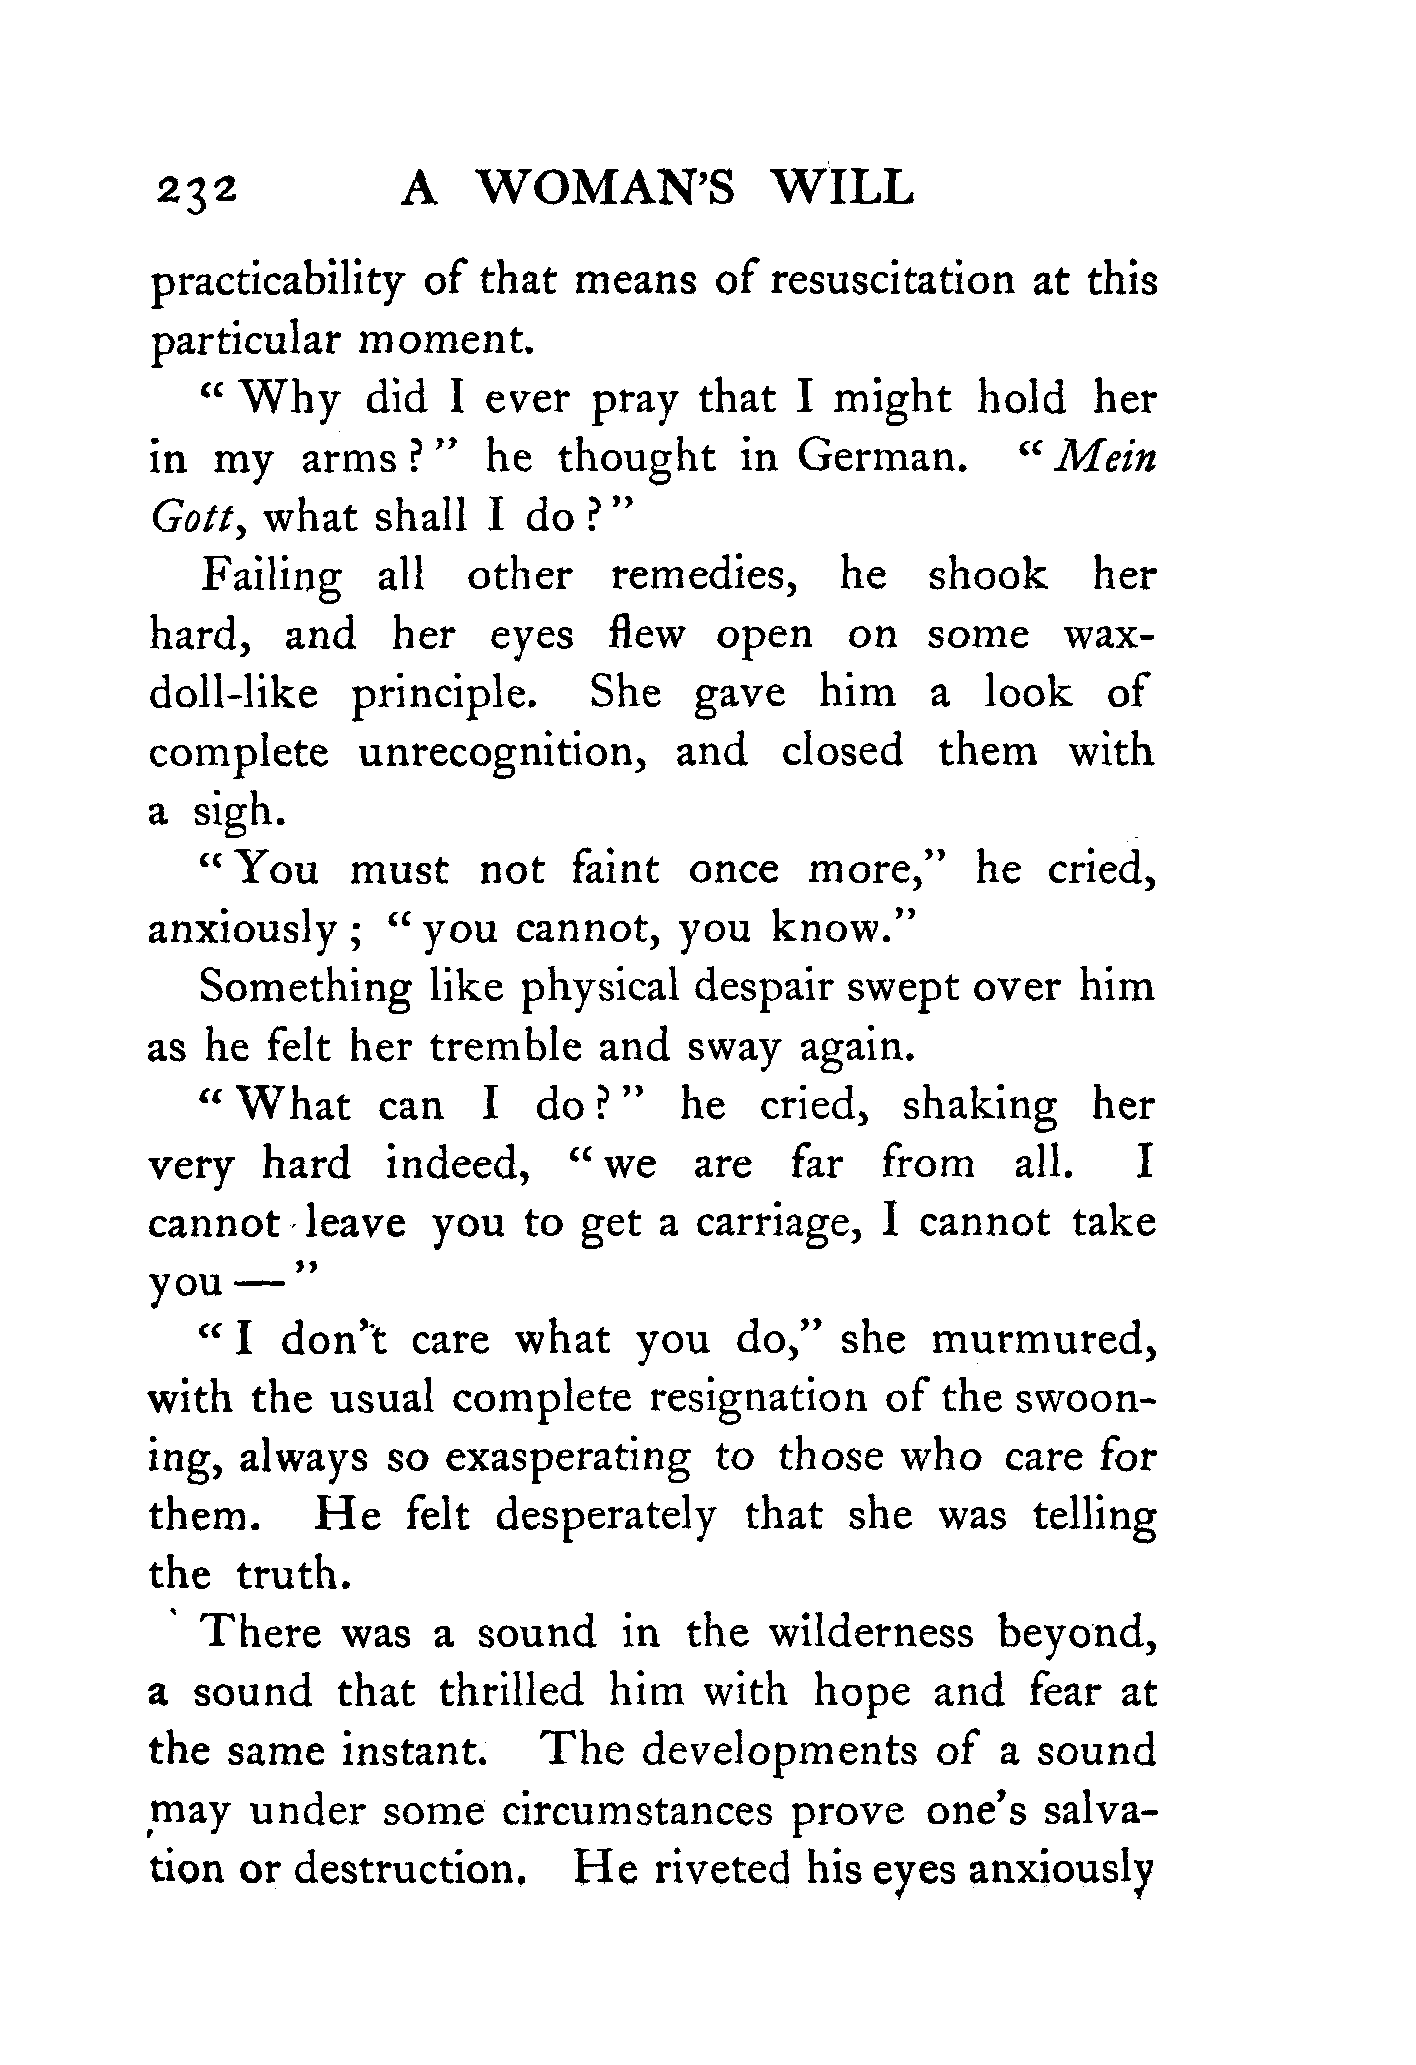 232 A WOMAN'S WILL
practicability of that means of resuscitation at this
particular moment.
“ Why did I ever pray that I might hold her
in my arms ? ” he thought in German. “ Mein
Gott, what shall I do ? ”
Failing all other remedies, he shook her
hard, and her eyes flew open on some wax-
doll-like principle. She gave him a look of
complete unrecognition, and closed them with
a sigh.
“ You must not faint once more,” he cried,
anxiously ; “ you cannot, you know.”
Something like physical despair swept over him
as he felt her tremble and sway again.
“ What can I do ? ” he cried, shaking her
very hard indeed, “ we are far from all. I
cannot leave you to get a carriage, I cannot take
you — ”
“ I don't care what you do,” she murmured,
with the usual complete resignation of the swoon-
ing, always so exasperating to those who care for
them. He felt desperately that she was telling
the truth.
There was a sound in the wilderness beyond,
a sound that thrilled him with hope and fear at
the same instant. The developments of a sound
may under some circumstances prove one's salva-
tion or destruction. He riveted his eyes anxiously